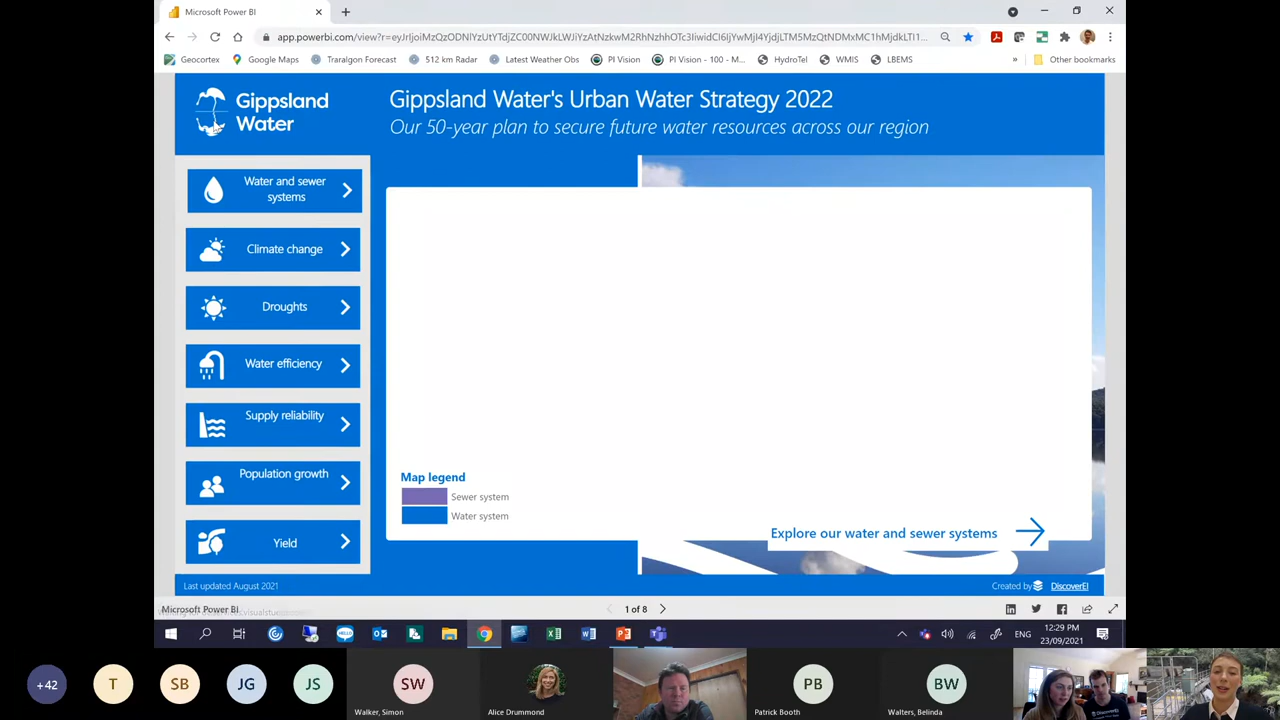 Microsoft Power BI
app.powerbi.com/view?r=eyJrIjoiMzQzODNlYzUtYTdjZC00NWJkLWJiYzAtNzkwM2RhNzhhOTc3IiwidCI6IjYwMjI4YjdjLTM5MzQtNDMxMC1hMjdkLTI1...
Geocortex
Google Maps
Traralgon Forecast
512 km Radar
Latest Weather Obs
PI Vision
PI Vision - 100 - M...
HydroTel
WMIS
LBEMS
»
Other bookmarks
Gippsland
Water
Gippsland Water's Urban Water Strategy 2022
Our 50-year plan to secure future water resources across our region
Water and sewer
systems
Climate change
Droughts
Water efficiency
Supply reliability
Population growth
Yield
Map legend
Sewer system
Water system
Explore our water and sewer systems
Last updated August 2021
Created by
DiscoverEI
Microsoft Power BI
1 of 8
ENG
12:29 PM
23/09/2021
+42
T
SB
JG
JS
SW
Walker, Simon
Alice Drummond
PB
Patrick Booth
BW
Walters, Belinda